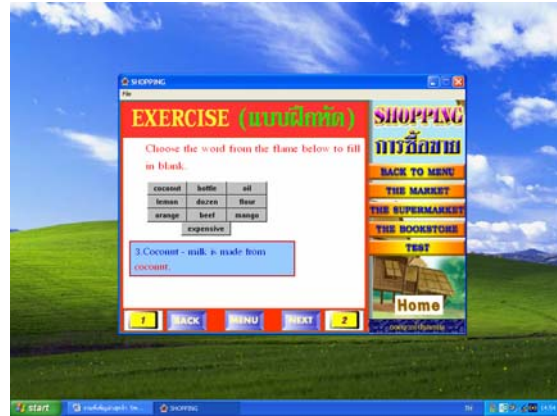 SHOPPING
File
EXERCISE (แบบฝึกหัด)
Choose the word from the flame below to fill
in blank.
coconut bottle oil
lemon dozen flour
orange beef mango
expensive
3.Coconut - milk is made from
coconut.
1 BACK MENU NEXT 2
SHOPPING
การซื้อขาย
BACK TO MENU
THE MARKET
THE SUPERMARKET
THE BOOKSTORE
TEST
Home
start
SHOPPING
TH
14:54